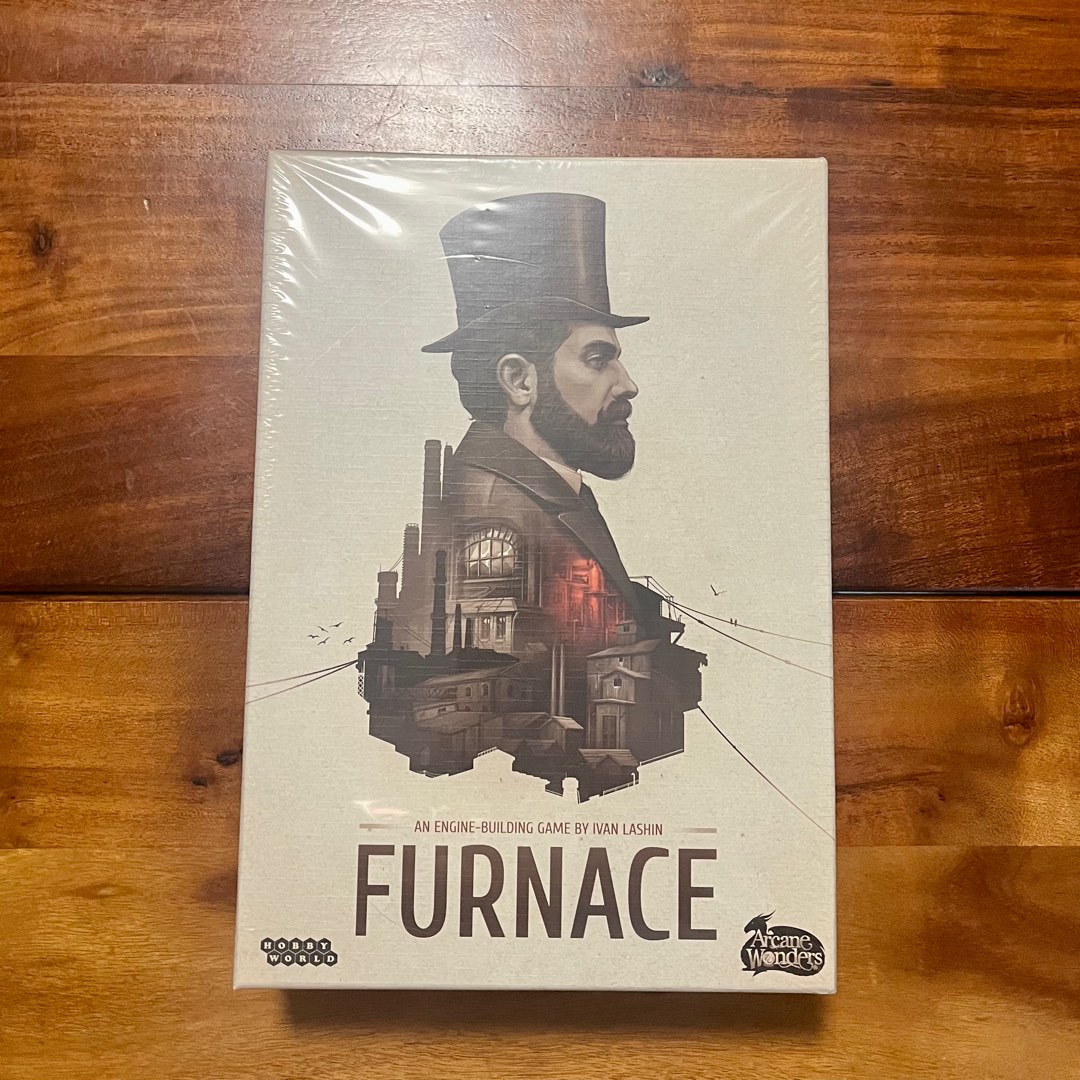 AN ENGINE-BUILDING GAME BY IVAN LASHIN
FURNACE
HOBBY
WORLD
Arcane
Wonders